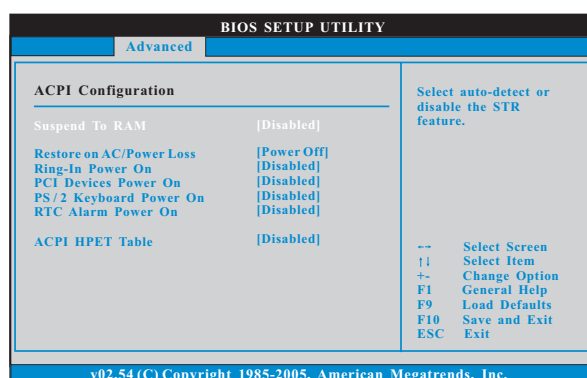 BIOS SETUP UTILITY
Advanced
ACPI Configuration
Suspend To RAM [Disabled]
Restore on AC/Power Loss [Power Off]
Ring-In Power On [Disabled]
PCI Devices Power On [Disabled]
PS/2 Keyboard Power On [Disabled]
RTC Alarm Power On [Disabled]
ACPI HPET Table [Disabled]
Select auto-detect or
disable the STR
feature.
←→ Select Screen
↑↓ Select Item
+- Change Option
F1 General Help
F9 Load Defaults
F10 Save and Exit
ESC Exit
v02.54 (C) Copyright 1985-2005, American Megatrends, Inc.